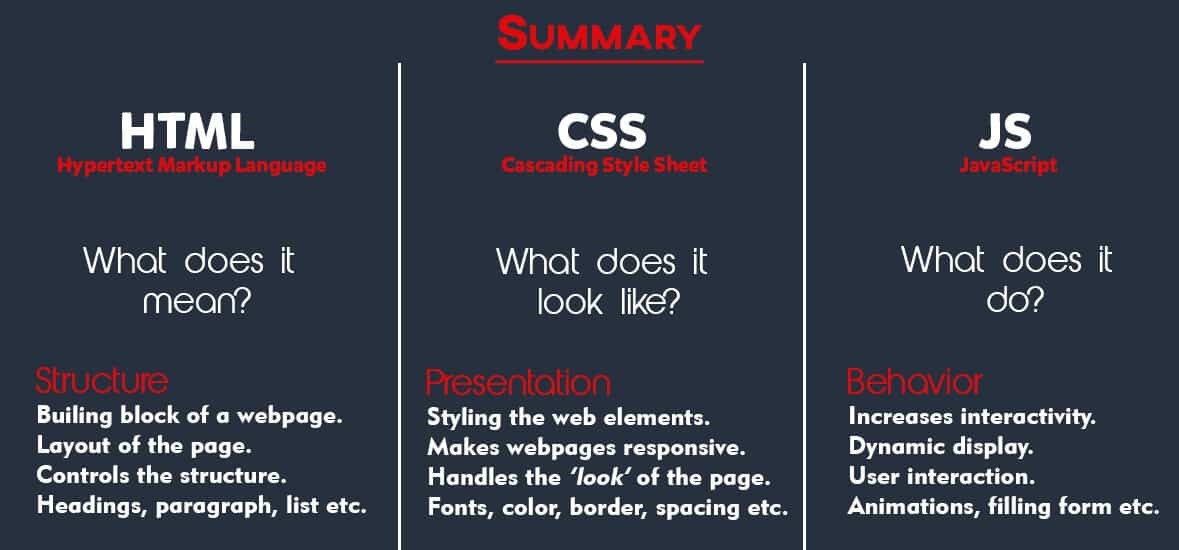 SUMMARY
HTML
Hypertext Markup Language
What does it
mean?
Structure
Builing block of a webpage.
Layout of the page.
Controls the structure.
Headings, paragraph, list etc.
CSS
Cascading Style Sheet
What does it
look like?
Presentation
Styling the web elements.
Makes webpages responsive.
Handles the ‘look‘ of the page.
Fonts, color, border, spacing etc.
JS
JavaScript
What does it
do?
Behavior
Increases interactivity.
Dynamic display.
User interaction.
Animations, filling form etc.